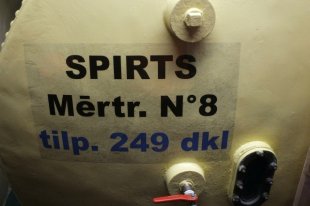 SPIRTS
Mērtr. N°8
tilp. 249 dkl